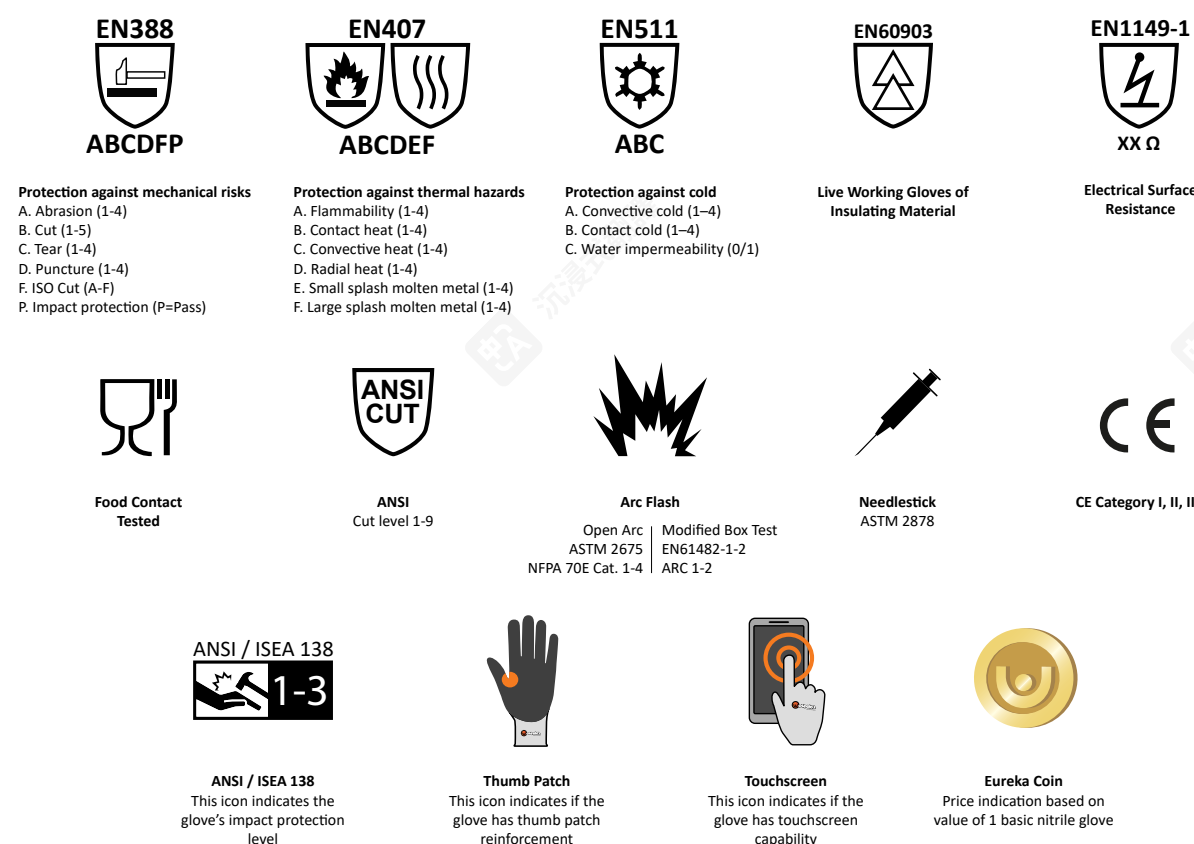 EN388
ABCDFP
Protection against mechanical risks
A. Abrasion (1-4)
B. Cut (1-5)
C. Tear (1-4)
D. Puncture (1-4)
F. ISO Cut (A-F)
P. Impact protection (P=Pass)
EN407
ABCDEF
Protection against thermal hazards
A. Flammability (1-4)
B. Contact heat (1-4)
C. Convective heat (1-4)
D. Radial heat (1-4)
E. Small splash molten metal (1-4)
F. Large splash molten metal (1-4)
EN511
ABC
Protection against cold
A. Convective cold (1–4)
B. Contact cold (1–4)
C. Water impermeability (0/1)
EN60903
Live Working Gloves of
Insulating Material
EN1149-1
XX Ω
Electrical Surface
Resistance
Food Contact
Tested
ANSI
CUT
ANSI
Cut level 1-9
Arc Flash
Open Arc
ASTM 2675
NFPA 70E Cat. 1-4
Modified Box Test
EN61482-1-2
ARC 1-2
Needlestick
ASTM 2878
CE
CE Category I, II, II
ANSI / ISEA 138
1-3
ANSI / ISEA 138
This icon indicates the
glove's impact protection
level
Thumb Patch
This icon indicates if the
glove has thumb patch
reinforcement
Touchscreen
This icon indicates if the
glove has touchscreen
capability
Eureka Coin
Price indication based on
value of 1 basic nitrile glove